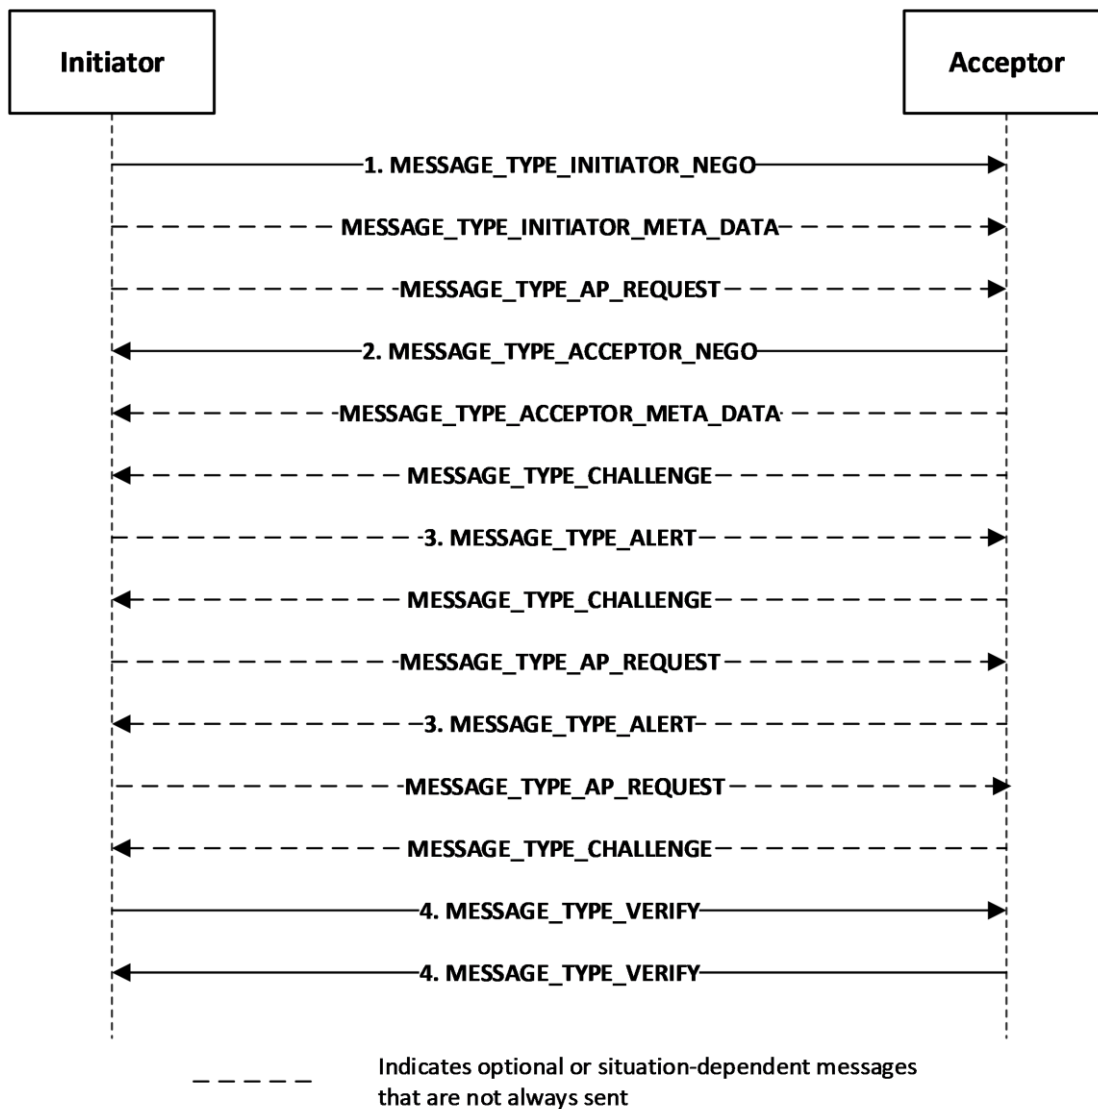 Initiator
Acceptor
1. MESSAGE_TYPE_INITIATOR_NEGO
MESSAGE_TYPE_INITIATOR_META_DATA
MESSAGE_TYPE_AP_REQUEST
2. MESSAGE_TYPE_ACCEPTOR_NEGO
MESSAGE_TYPE_ACCEPTOR_META_DATA
MESSAGE_TYPE_CHALLENGE
3. MESSAGE_TYPE_ALERT
MESSAGE_TYPE_CHALLENGE
MESSAGE_TYPE_AP_REQUEST
3. MESSAGE_TYPE_ALERT
MESSAGE_TYPE_AP_REQUEST
MESSAGE_TYPE_CHALLENGE
4. MESSAGE_TYPE_VERIFY
4. MESSAGE_TYPE_VERIFY
Indicates optional or situation-dependent messages
that are not always sent